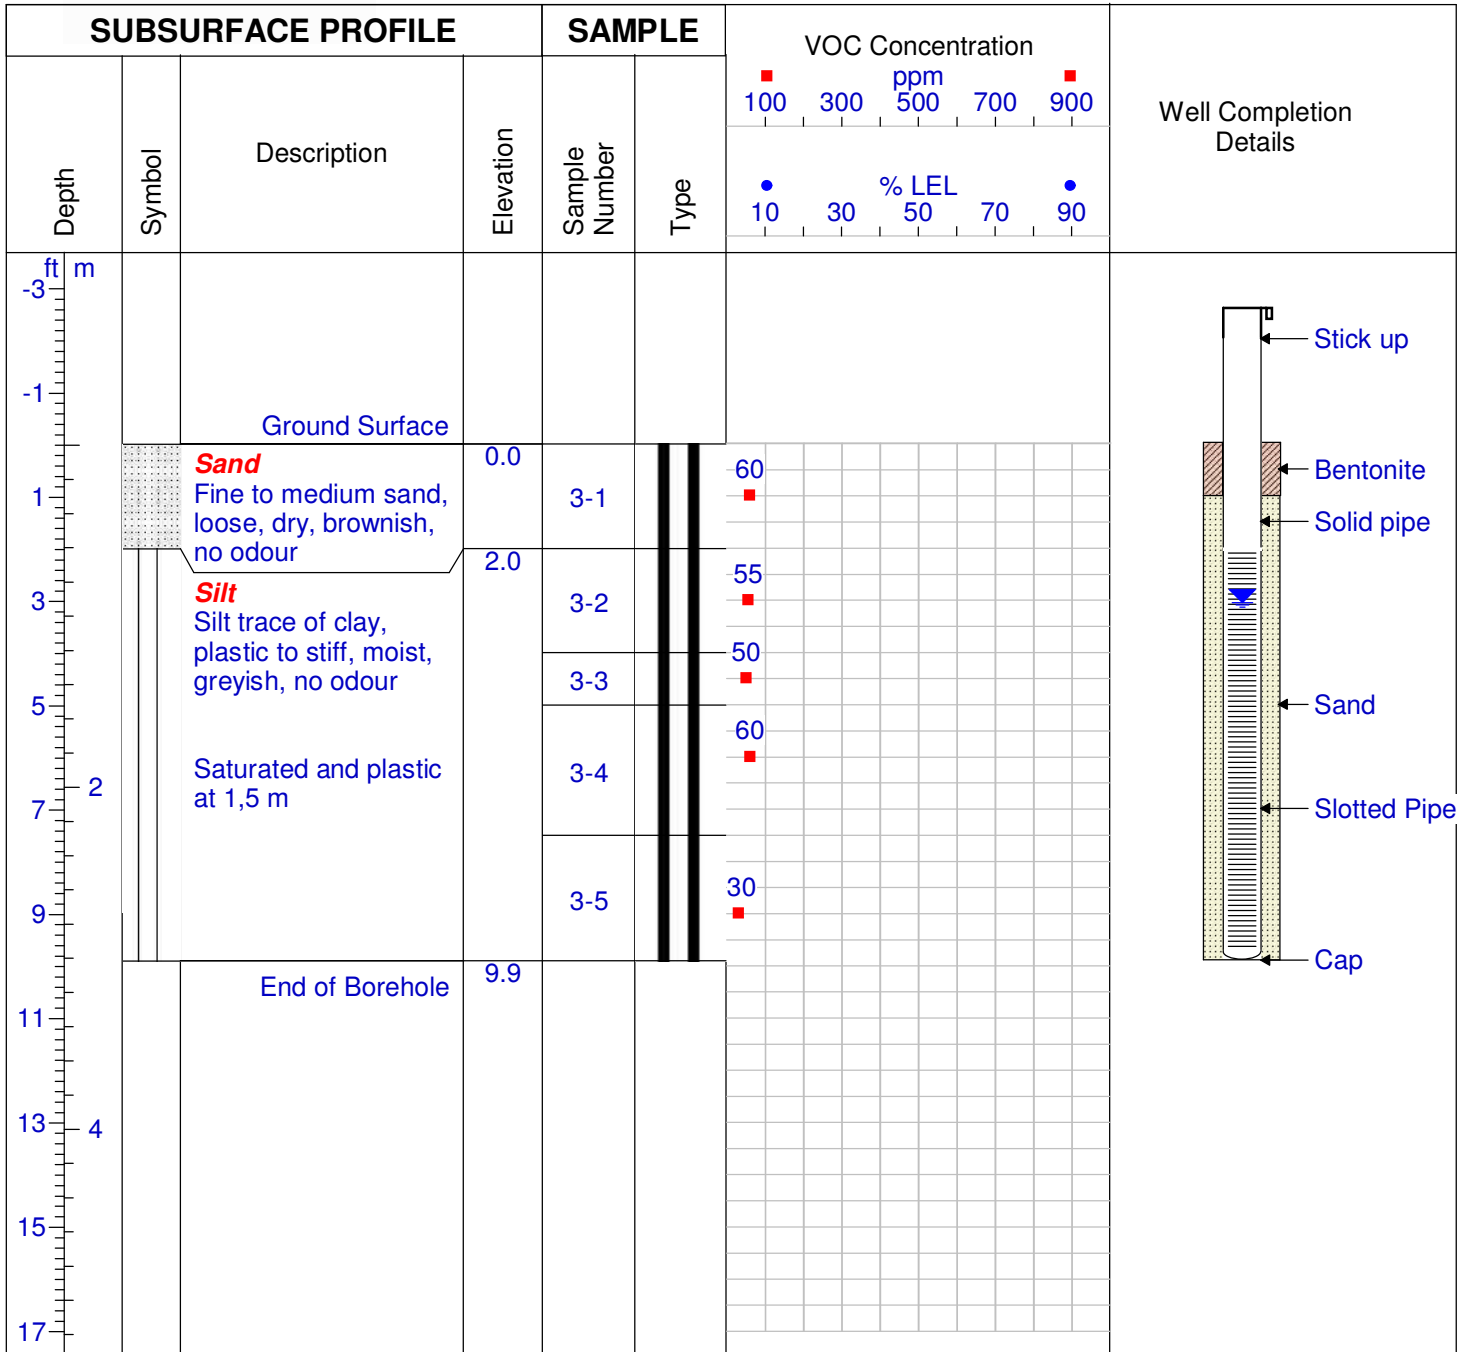 SUBSURFACE PROFILE
SAMPLE
VOC Concentration
ppm
100 300 500 700 900
% LEL
10 30 50 70 90
Well Completion
Details
Depth
Symbol
Description
Elevation
Sample
Number
Type
ft m
-3
-1
1
3
5
7
9
11
13
15
17
2
4
Ground Surface
0.0
Sand
Fine to medium sand,
loose, dry, brownish,
no odour
2.0
Silt
Silt trace of clay,
plastic to stiff, moist,
greyish, no odour
Saturated and plastic
at 1,5 m
End of Borehole
9.9
3-1
3-2
3-3
3-4
3-5
60
55
50
60
30
Stick up
Bentonite
Solid pipe
Sand
Slotted Pipe
Cap